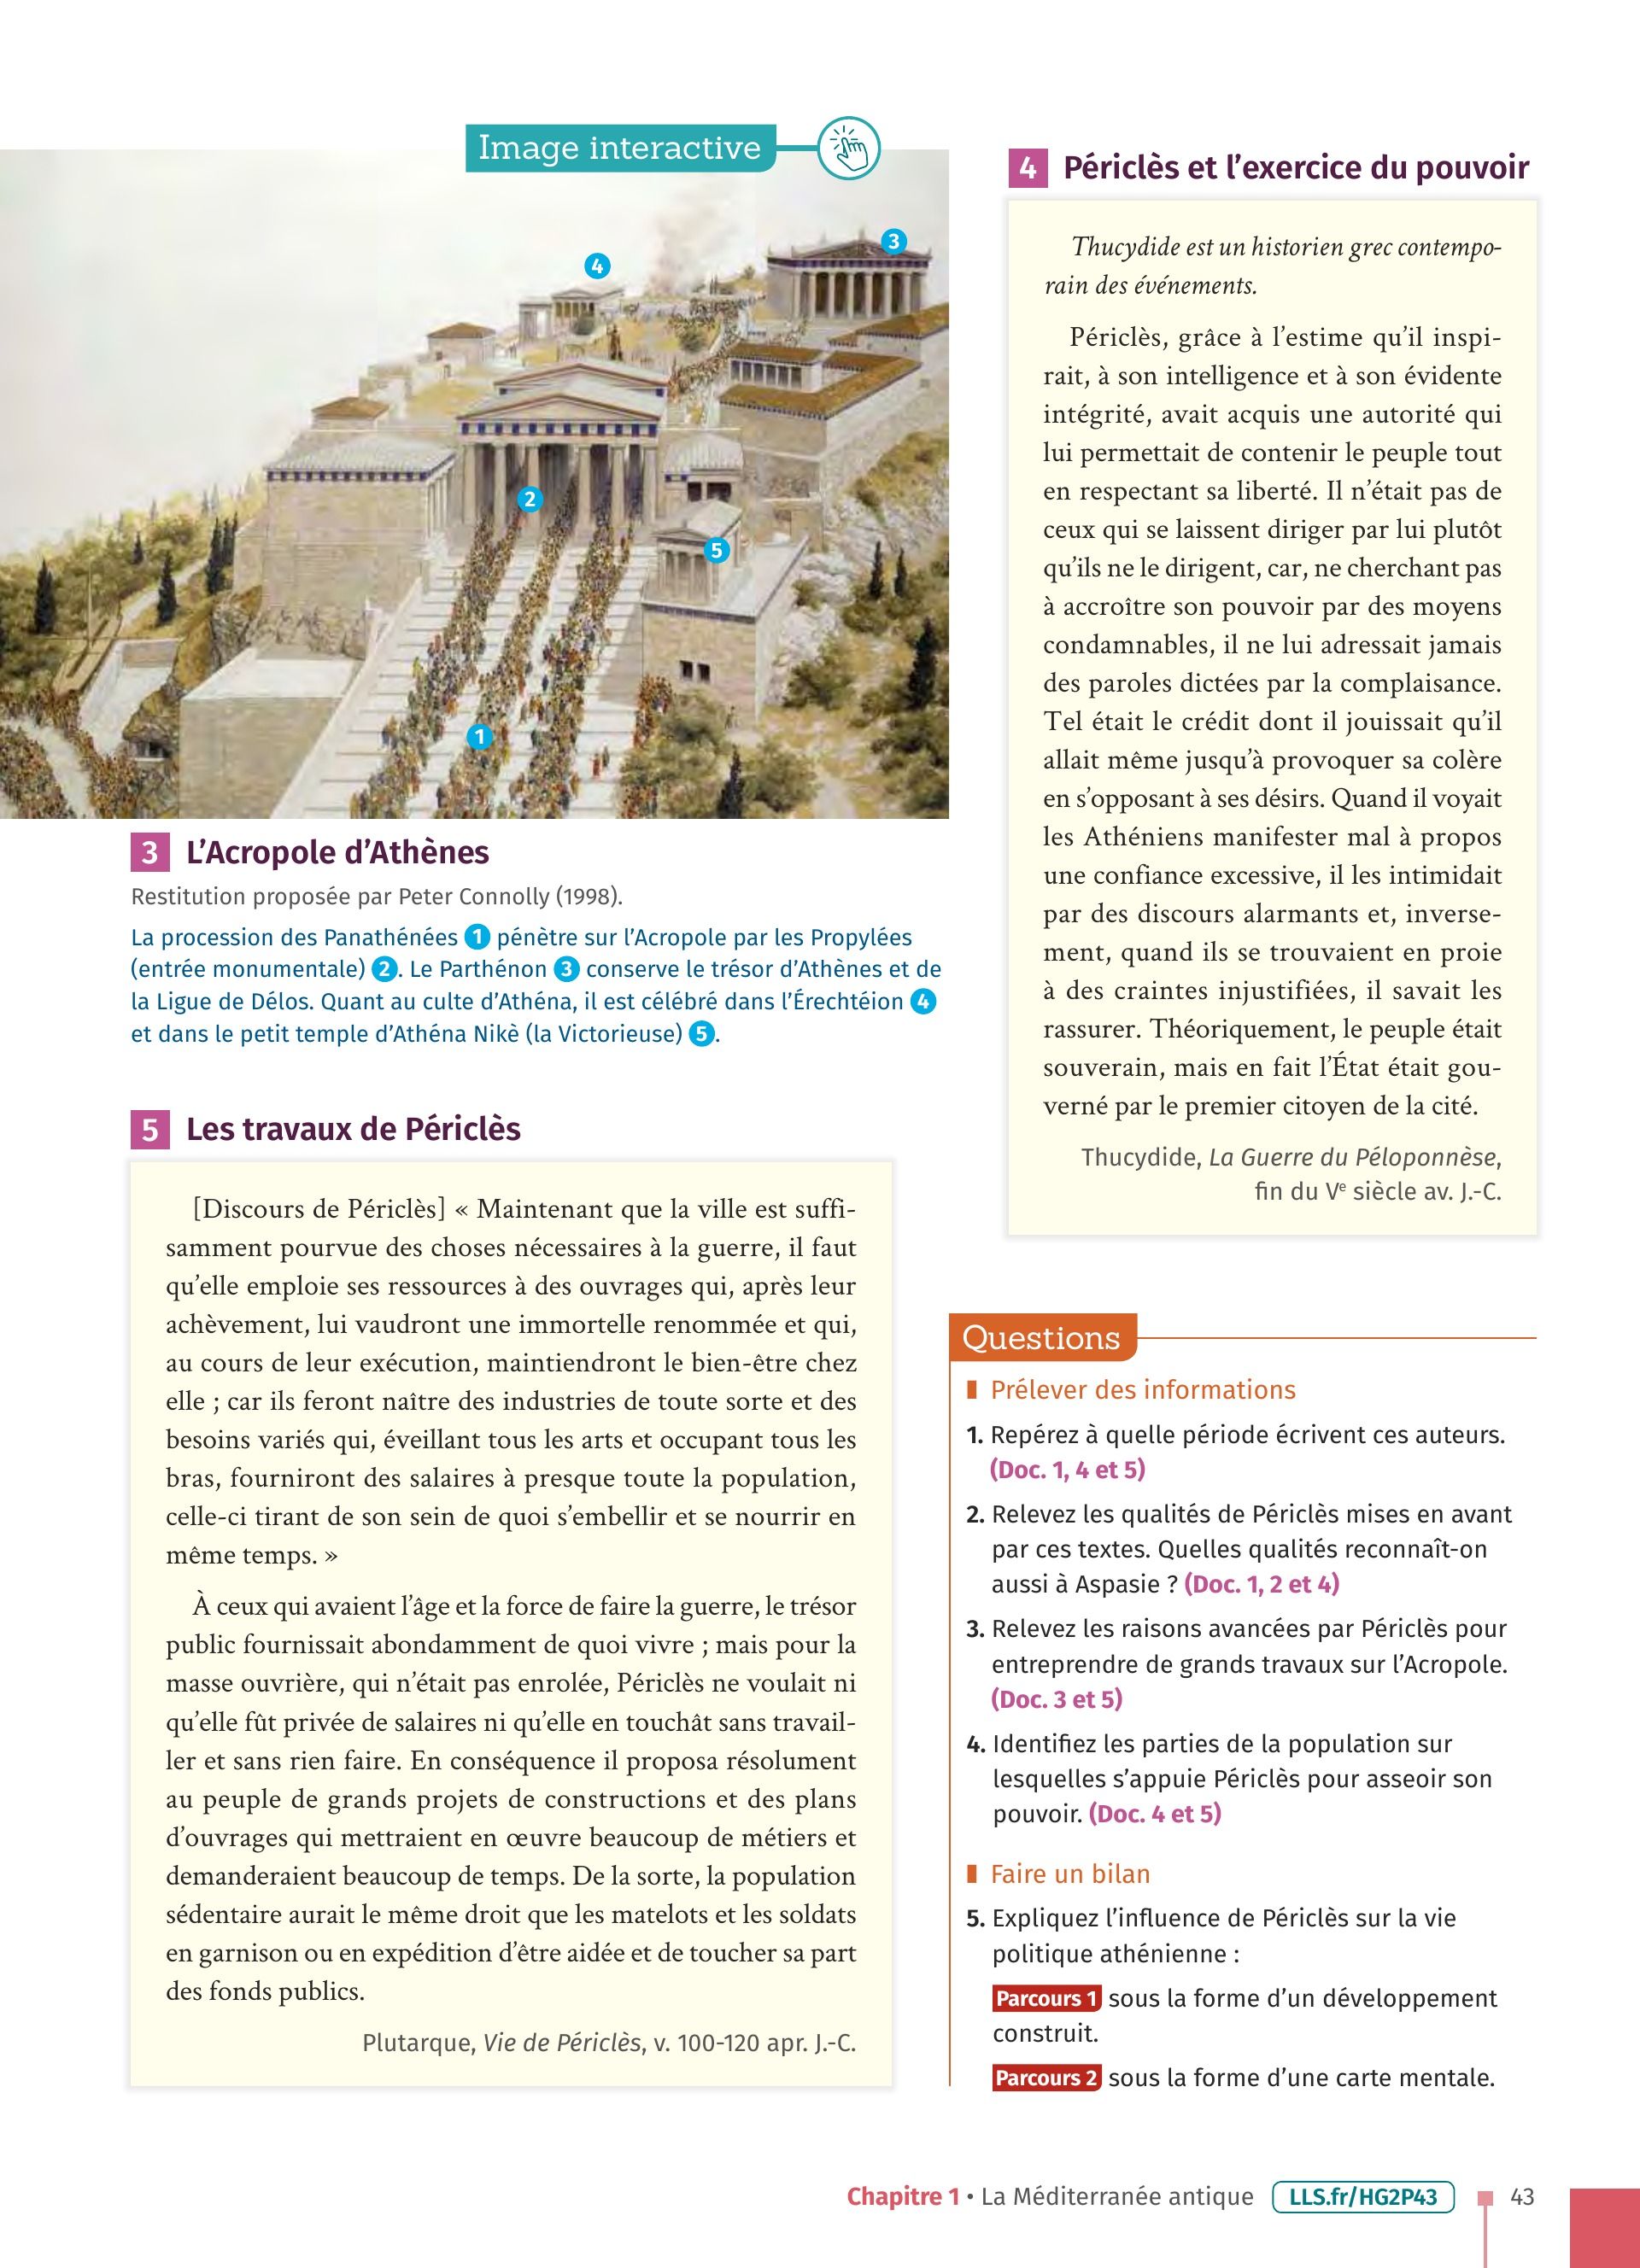 Image interactive
4
3
2
5
1
3 L’Acropole d’Athènes
Restitution proposée par Peter Connolly (1998).
La procession des Panathénées 1 pénètre sur l’Acropole par les Propylées
(entrée monumentale) 2. Le Parthénon 3 conserve le trésor d’Athènes et de
la Ligue de Délos. Quant au culte d’Athéna, il est célébré dans l’Érechtéion 4
et dans le petit temple d’Athéna Nikè (la Victorieuse) 5.
4 Périclès et l’exercice du pouvoir
Thucydide est un historien grec contempo-
rain des événements.
Périclès, grâce à l’estime qu’il inspi-
rait, à son intelligence et à son évidente
intégrité, avait acquis une autorité qui
lui permettait de contenir le peuple tout
en respectant sa liberté. Il n’était pas de
ceux qui se laissent diriger par lui plutôt
qu’ils ne le dirigent, car, ne cherchant pas
à accroître son pouvoir par des moyens
condamnables, il ne lui adressait jamais
des paroles dictées par la complaisance.
Tel était le crédit dont il jouissait qu’il
allait même jusqu’à provoquer sa colère
en s’opposant à ses désirs. Quand il voyait
les Athéniens manifester mal à propos
une confiance excessive, il les intimidait
par des discours alarmants et, inverse-
ment, quand ils se trouvaient en proie
à des craintes injustifiées, il savait les
rassurer. Théoriquement, le peuple était
souverain, mais en fait l’État était gou-
verné par le premier citoyen de la cité.
Thucydide, La Guerre du Péloponnèse,
fin du Ve siècle av. J.-C.
5 Les travaux de Périclès
[Discours de Périclès] « Maintenant que la ville est suffi-
samment pourvue des choses nécessaires à la guerre, il faut
qu’elle emploie ses ressources à des ouvrages qui, après leur
achèvement, lui vaudront une immortelle renommée et qui,
au cours de leur exécution, maintiendront le bien-être chez
elle ; car ils feront naître des industries de toute sorte et des
besoins variés qui, éveillant tous les arts et occupant tous les
bras, fourniront des salaires à presque toute la population,
celle-ci tirant de son sein de quoi s’embellir et se nourrir en
même temps. »
À ceux qui avaient l’âge et la force de faire la guerre, le trésor
public fournissait abondamment de quoi vivre ; mais pour la
masse ouvrière, qui n’était pas enrolée, Périclès ne voulait ni
qu’elle fût privée de salaires ni qu’elle en touchât sans travail-
ler et sans rien faire. En conséquence il proposa résolument
au peuple de grands projets de constructions et des plans
d’ouvrages qui mettraient en œuvre beaucoup de métiers et
demanderaient beaucoup de temps. De la sorte, la population
sédentaire aurait le même droit que les matelots et les soldats
en garnison ou en expédition d’être aidée et de toucher sa part
des fonds publics.
Plutarque, Vie de Périclès, v. 100-120 apr. J.-C.
Questions
Prélever des informations
1. Repérez à quelle période écrivent ces auteurs.
(Doc. 1, 4 et 5)
2. Relevez les qualités de Périclès mises en avant
par ces textes. Quelles qualités reconnaît-on
aussi à Aspasie ? (Doc. 1, 2 et 4)
3. Relevez les raisons avancées par Périclès pour
entreprendre de grands travaux sur l’Acropole.
(Doc. 3 et 5)
4. Identifiez les parties de la population sur
lesquelles s’appuie Périclès pour asseoir son
pouvoir. (Doc. 4 et 5)
Faire un bilan
5. Expliquez l’influence de Périclès sur la vie
politique athénienne :
Parcours 1 sous la forme d’un développement
construit.
Parcours 2 sous la forme d’une carte mentale.
Chapitre 1 • La Méditerranée antique LLS.fr/HG2P43 43